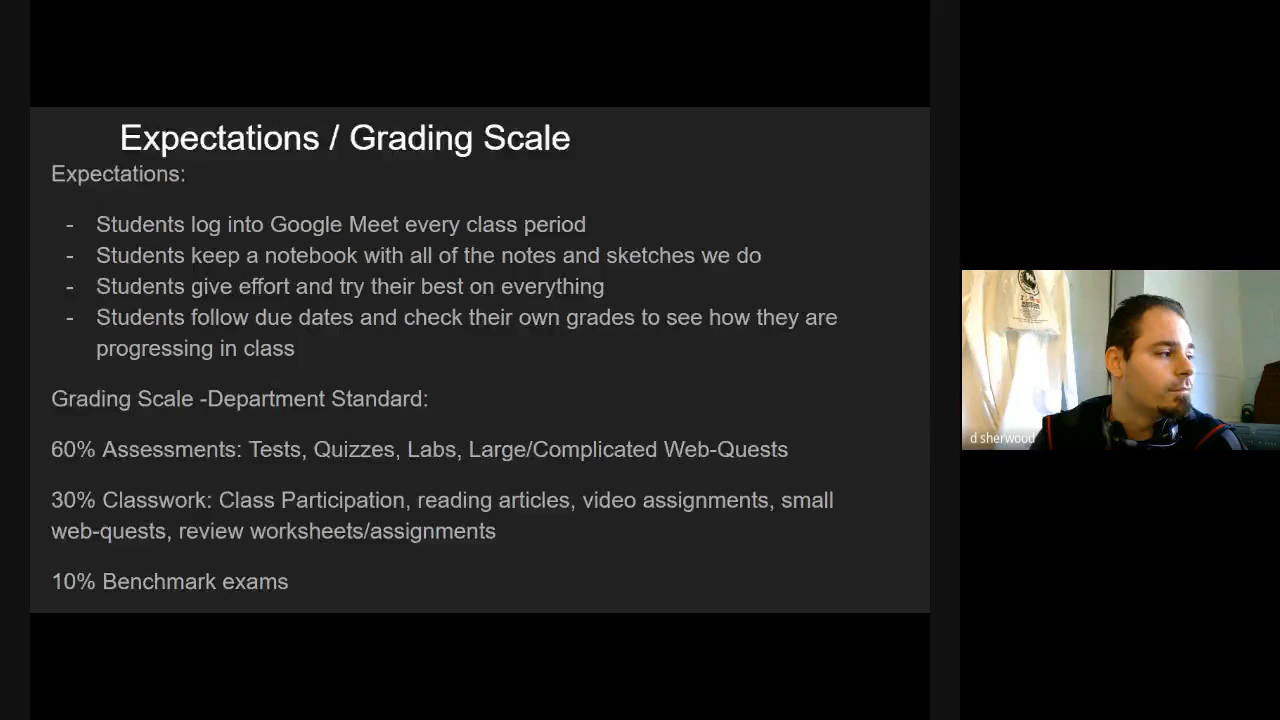 Expectations / Grading Scale
Expectations:
- Students log into Google Meet every class period
- Students keep a notebook with all of the notes and sketches we do
- Students give effort and try their best on everything
- Students follow due dates and check their own grades to see how they are
progressing in class
Grading Scale -Department Standard:
60% Assessments: Tests, Quizzes, Labs, Large/Complicated Web-Quests
30% Classwork: Class Participation, reading articles, video assignments, small
web-quests, review worksheets/assignments
10% Benchmark exams
d sherwood